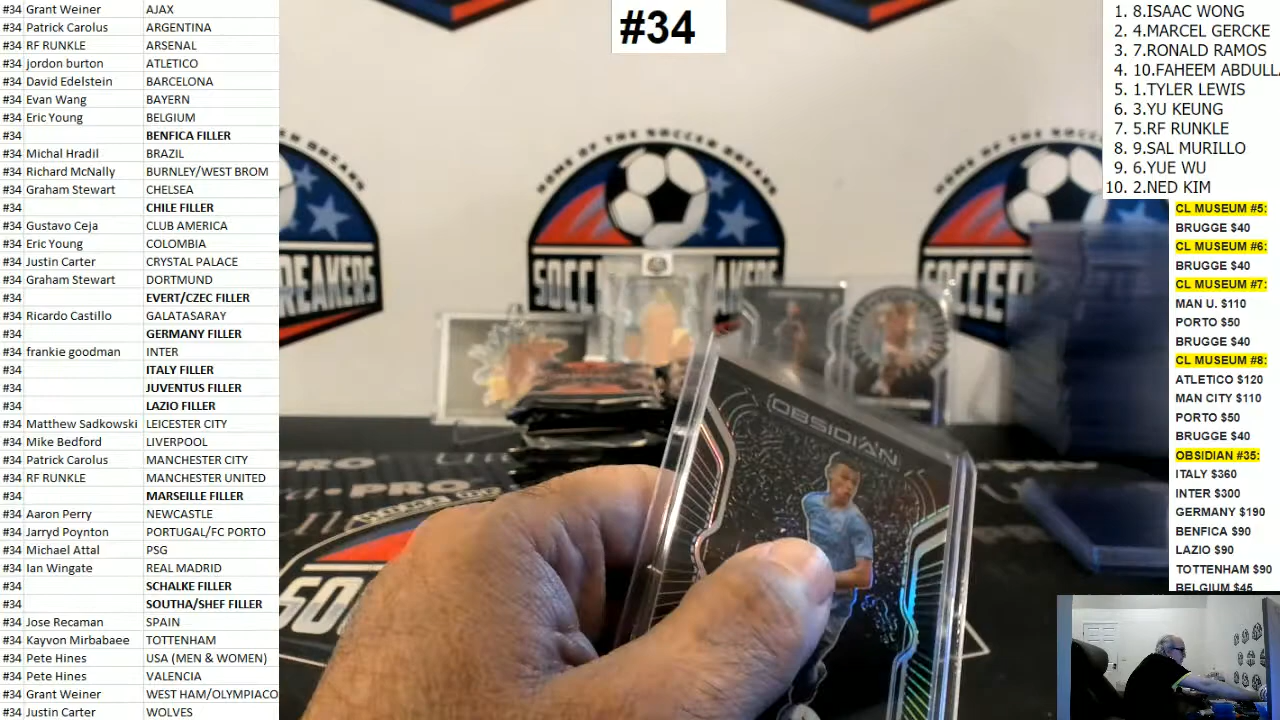 #34 Grant Weiner AJAX
#34 Patrick Carolus ARGENTINA
#34 RF RUNKLE ARSENAL
#34 jordon burton ATLETICO
#34 David Edelstein BARCELONA
#34 Evan Wang BAYERN
#34 Eric Young BELGIUM
#34 BENFICA FILLER
#34 Michal Hradil BRAZIL
#34 Richard McNally BURNLEY/WEST BROM
#34 Graham Stewart CHELSEA
#34 CHILE FILLER
#34 Gustavo Ceja CLUB AMERICA
#34 Eric Young COLOMBIA
#34 Justin Carter CRYSTAL PALACE
#34 Graham Stewart DORTMUND
#34 EVERT/CZEC FILLER
#34 Ricardo Castillo GALATASARAY
#34 GERMANY FILLER
#34 frankie goodman INTER
#34 ITALY FILLER
#34 JUVENTUS FILLER
#34 LAZIO FILLER
#34 Matthew Sadkowski LEICESTER CITY
#34 Mike Bedford LIVERPOOL
#34 Patrick Carolus MANCHESTER CITY
#34 RF RUNKLE MANCHESTER UNITED
#34 MARSEILLE FILLER
#34 Aaron Perry NEWCASTLE
#34 Jarryd Poynton PORTUGAL/FC PORTO
#34 Michael Attal PSG
#34 Ian Wingate REAL MADRID
#34 SCHALKE FILLER
#34 SOUTHA/SHEF FILLER
#34 Jose Recaman SPAIN
#34 Kayvon Mirbabaee TOTTENHAM
#34 Pete Hines USA (MEN & WOMEN)
#34 Pete Hines VALENCIA
#34 Grant Weiner WEST HAM/OLYMPIACO
#34 Justin Carter WOLVES
#34
HOME OF THE SOCCER BREAKS
SOCC
BREAKERS
SOCC
OBSIDIAN
1. 8.ISAAC WONG
2. 4.MARCEL GERCKE
3. 7.RONALD RAMOS
4. 10.FAHEEM ABDULL
5. 1.TYLER LEWIS
6. 3.YU KEUNG
7. 5.RF RUNKLE
8. 9.SAL MURILLO
9. 6.YUE WU
10. 2.NED KIM
CL MUSEUM #5:
BRUGGE $40
CL MUSEUM #6:
BRUGGE $40
CL MUSEUM #7:
MAN U. $110
PORTO $50
BRUGGE $40
CL MUSEUM #8:
ATLETICO $120
MAN CITY $110
PORTO $50
BRUGGE $40
OBSIDIAN #35:
ITALY $360
INTER $300
GERMANY $190
BENFICA $90
LAZIO $90
TOTTENHAM $90
BELGIUM $45